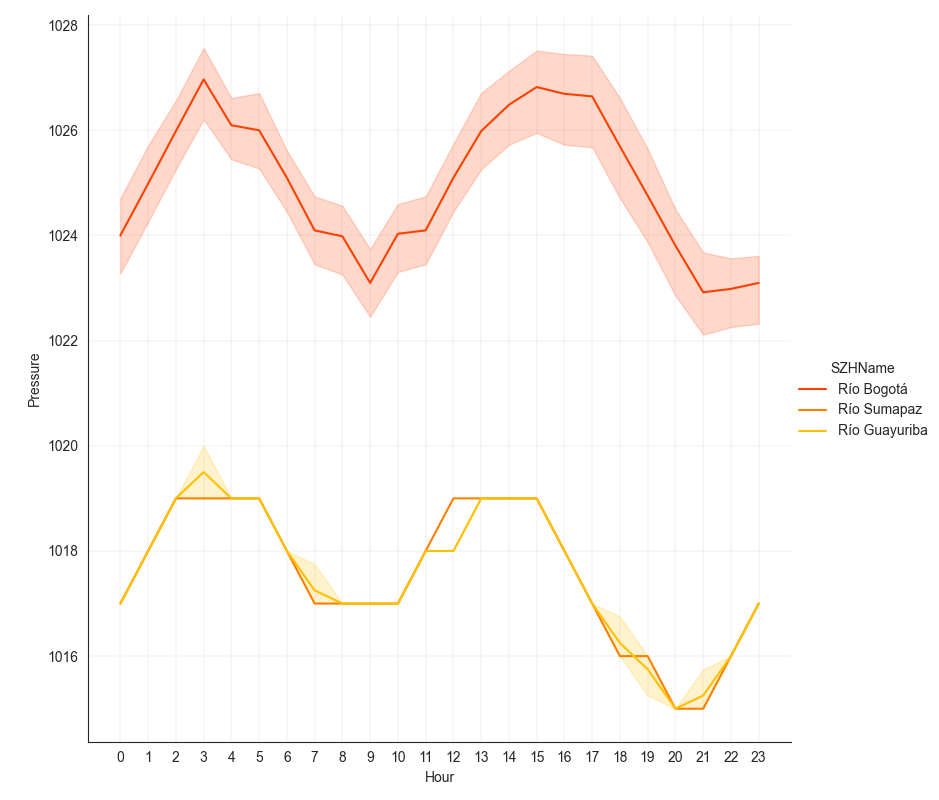 1028
1026
1024
1022
1020
1018
1016
Pressure
0 1 2 3 4 5 6 7 8 9 10 11 12 13 14 15 16 17 18 19 20 21 22 23
Hour
SZHName
Río Bogotá
Río Sumapaz
Río Guayuriba